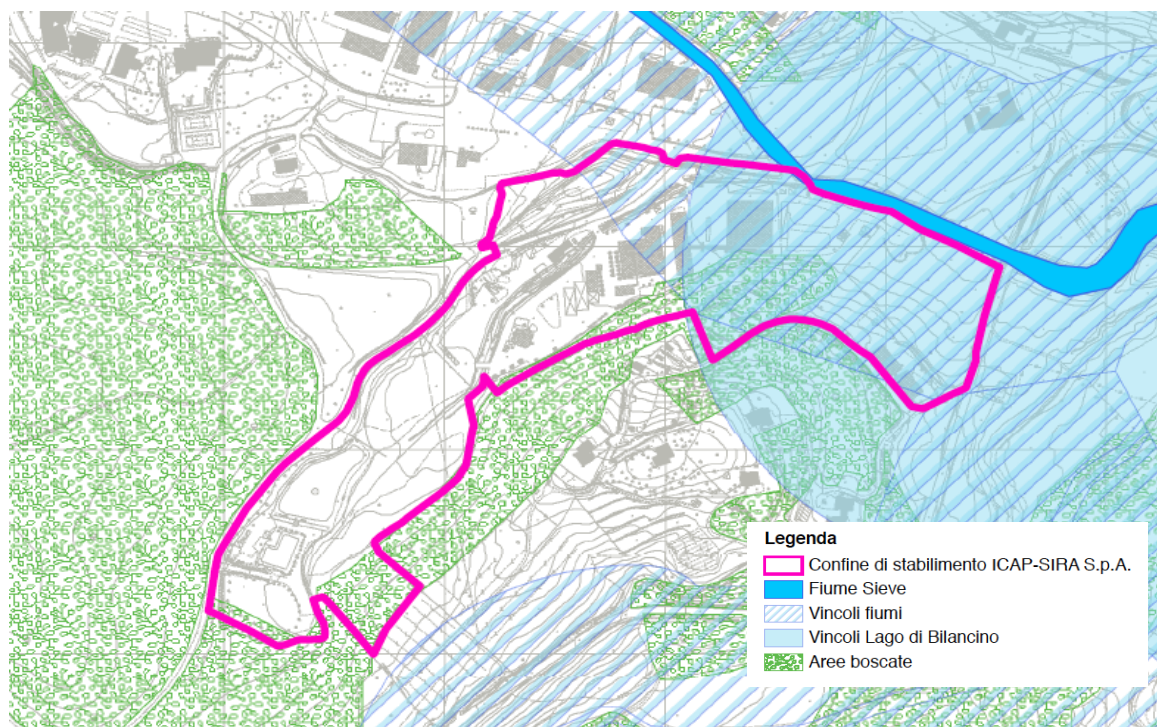 Legenda
Confine di stabilimento ICAP-SIRA S.p.A.
Fiume Sieve
Vincoli fiumi
Vincoli Lago di Bilancino
Aree boscate